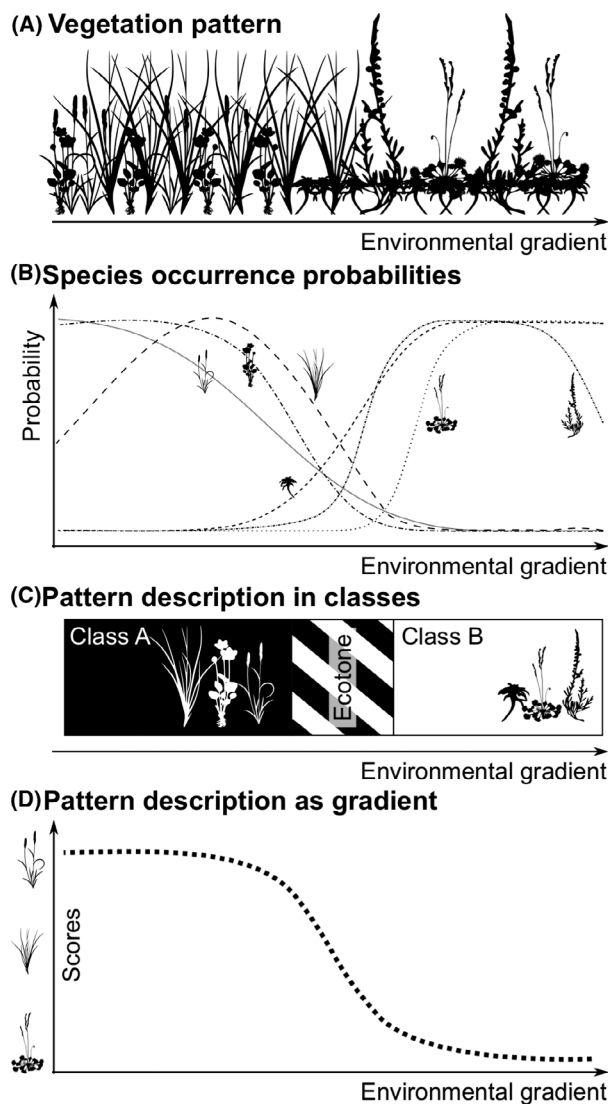 (A) Vegetation pattern
Environmental gradient
(B) Species occurrence probabilities
Probability
Environmental gradient
(C) Pattern description in classes
Class A
Ecotone
Class B
Environmental gradient
(D) Pattern description as gradient
Scores
Environmental gradient